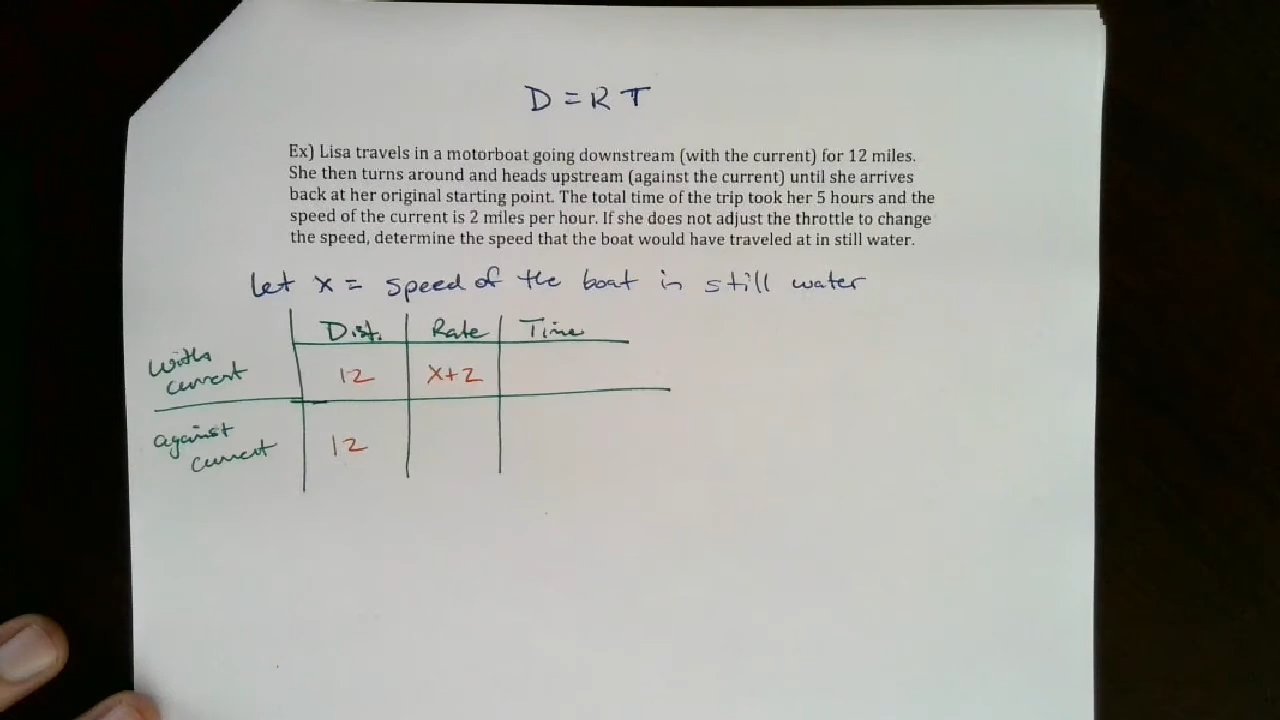 D = R T
Ex) Lisa travels in a motorboat going downstream (with the current) for 12 miles.
She then turns around and heads upstream (against the current) until she arrives
back at her original starting point. The total time of the trip took her 5 hours and the
speed of the current is 2 miles per hour. If she does not adjust the throttle to change
the speed, determine the speed that the boat would have traveled at in still water.
let x = speed of the boat in still water
Dist. Rate Time
with
current
12 x+2
against
current
12